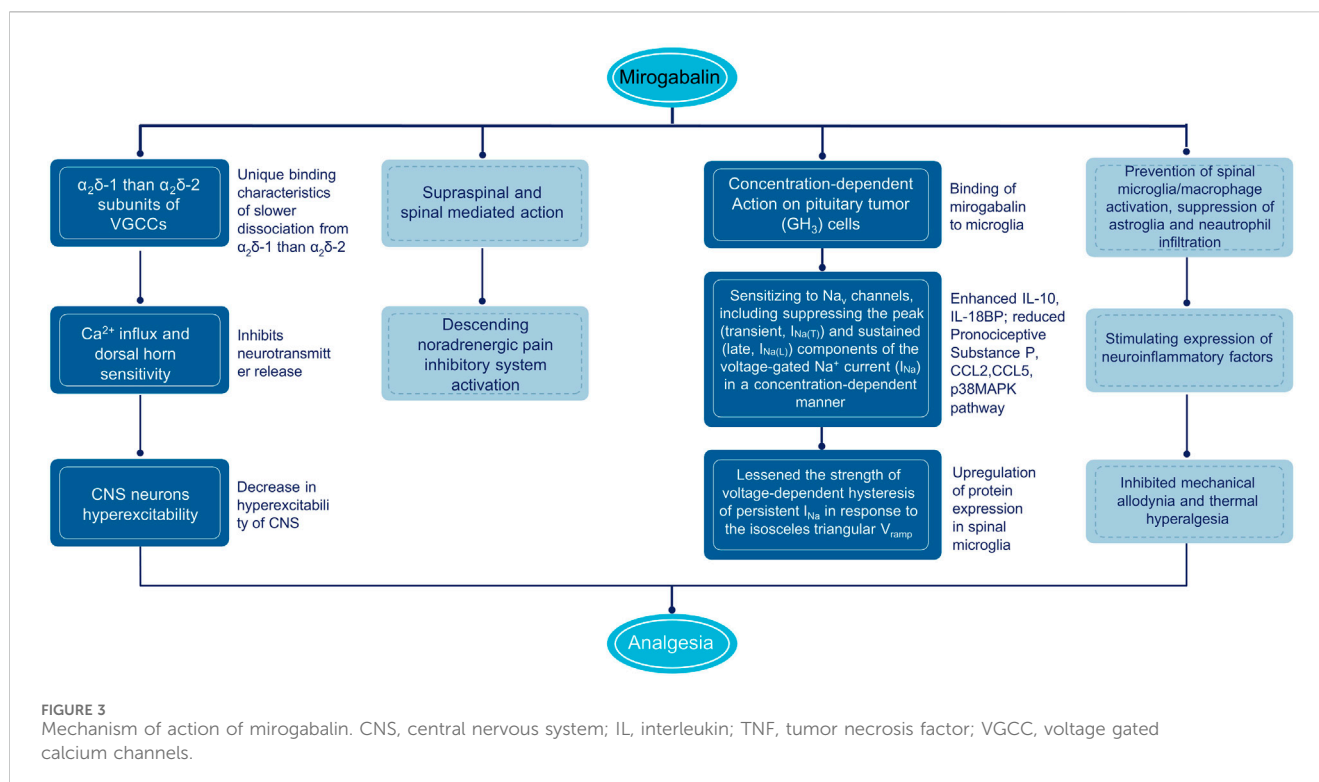 Mirogabalin
α₂δ-1 than α₂δ-2
subunits of
VGCCs
Unique binding
characteristics
of slower
dissociation from
α₂δ-1 than α₂δ-2
Ca²⁺ influx and
dorsal horn
sensitivity
Inhibits
neurotransmitt
er release
CNS neurons
hyperexcitability
Decrease in
hyperexcitabili
ty of CNS
Supraspinal and
spinal mediated action
Descending
noradrenergic pain
inhibitory system
activation
Concentration-dependent
Action on pituitary tumor
(GH₃) cells
Binding of
mirogabalin
to microglia
Sensitizing to Naᵥ channels,
including suppressing the peak
(transient, I_Na(T)) and sustained
(late, I_Na(L)) components of the
voltage-gated Na⁺ current (I_Na)
in a concentration-dependent
manner
Enhanced IL-10,
IL-18BP; reduced
Pronociceptive
Substance P,
CCL2,CCL5,
p38MAPK
pathway
Lessened the strength of
voltage-dependent hysteresis
of persistent I_Na in response to
the isosceles triangular V_ramp
Upregulation
of protein
expression
in spinal
microglia
Prevention of spinal
microglia/macrophage
activation, suppression of
astroglia and neautrophil
infiltration
Stimulating expression of
neuroinflammatory factors
Inhibited mechanical
allodynia and thermal
hyperalgesia
Analgesia
FIGURE 3
Mechanism of action of mirogabalin. CNS, central nervous system; IL, interleukin; TNF, tumor necrosis factor; VGCC, voltage gated
calcium channels.